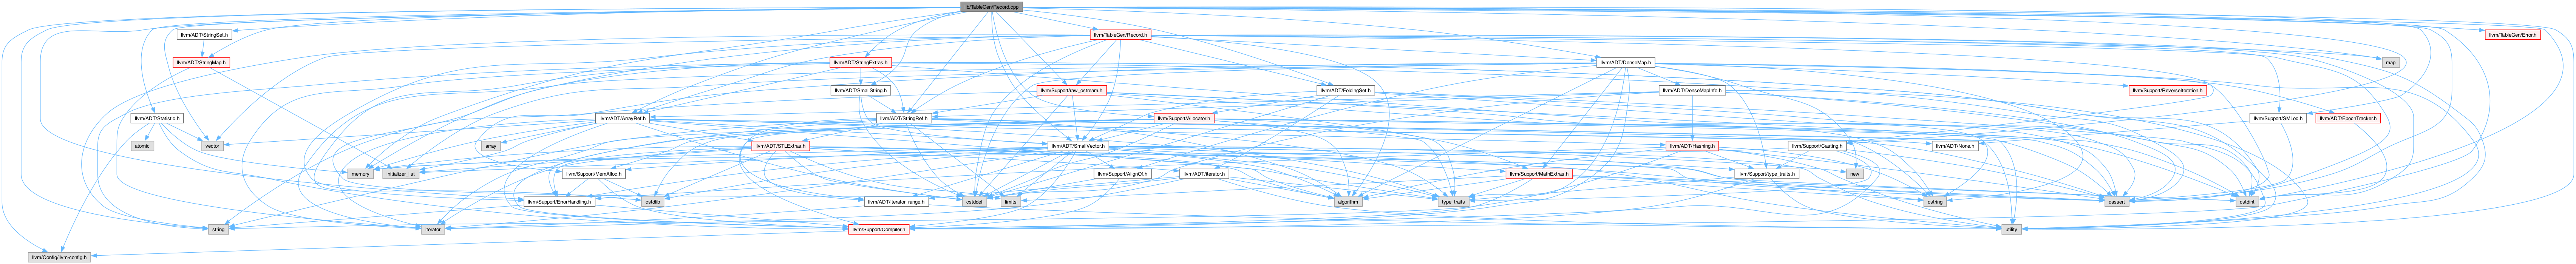 lib/TableGen/Record.cpp
llvm/ADT/StringSet.h
llvm/TableGen/Record.h
llvm/TableGen/Error.h
llvm/ADT/StringMap.h
llvm/ADT/StringExtras.h
llvm/ADT/DenseMap.h
map
llvm/ADT/SmallString.h
llvm/Support/raw_ostream.h
llvm/ADT/FoldingSet.h
llvm/ADT/DenseMapInfo.h
llvm/Support/ReverseIteration.h
llvm/ADT/Statistic.h
llvm/ADT/ArrayRef.h
llvm/ADT/StringRef.h
llvm/Support/Allocator.h
llvm/Support/SMLoc.h
llvm/ADT/EpochTracker.h
atomic
vector
array
llvm/ADT/STLExtras.h
llvm/ADT/SmallVector.h
llvm/ADT/Hashing.h
llvm/Support/Casting.h
llvm/ADT/None.h
memory
initializer_list
llvm/Support/MemAlloc.h
llvm/Support/AlignOf.h
llvm/ADT/iterator.h
llvm/Support/MathExtras.h
new
llvm/Support/type_traits.h
llvm/Support/ErrorHandling.h
cstdlib
llvm/ADT/iterator_range.h
cstddef
limits
algorithm
type_traits
cstring
cassert
cstdint
string
iterator
llvm/Support/Compiler.h
utility
llvm/Config/llvm-config.h